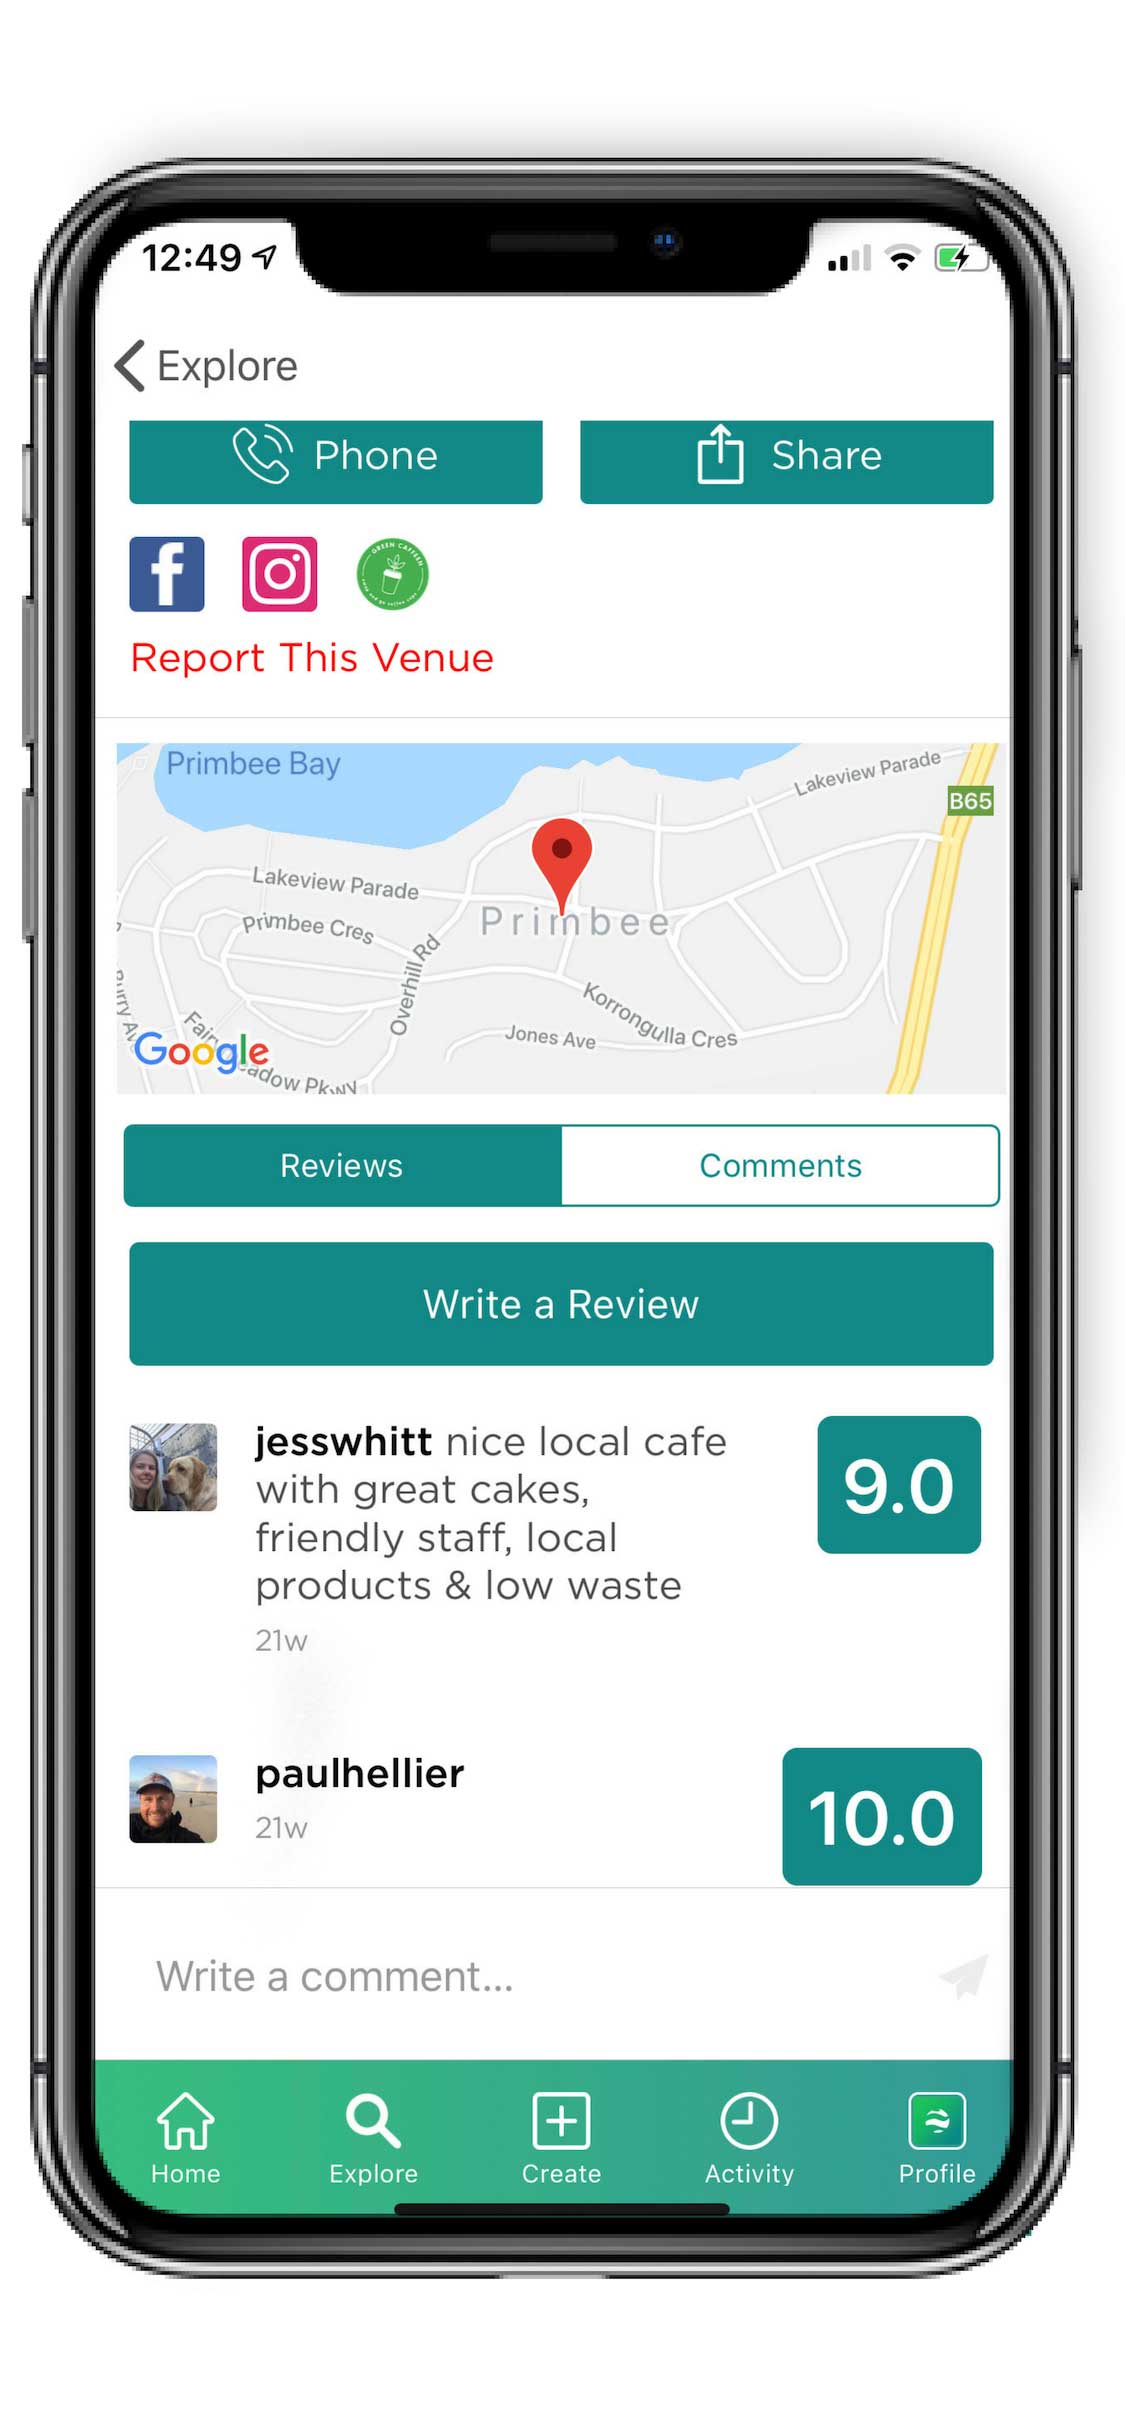 12:49
Explore
Phone
Share
GREEN CAFFEEN
Report This Venue
Primbee Bay
Lakeview Parade
B65
Lakeview Parade
Primbee Cres
Primbee
Overhill Rd
Korrongulla Cres
Jones Ave
Google
Reviews
Comments
Write a Review
jesswhitt nice local cafe
with great cakes,
friendly staff, local
products & low waste
21w
9.0
paulhellier
21w
10.0
Write a comment...
Home
Explore
Create
Activity
Profile